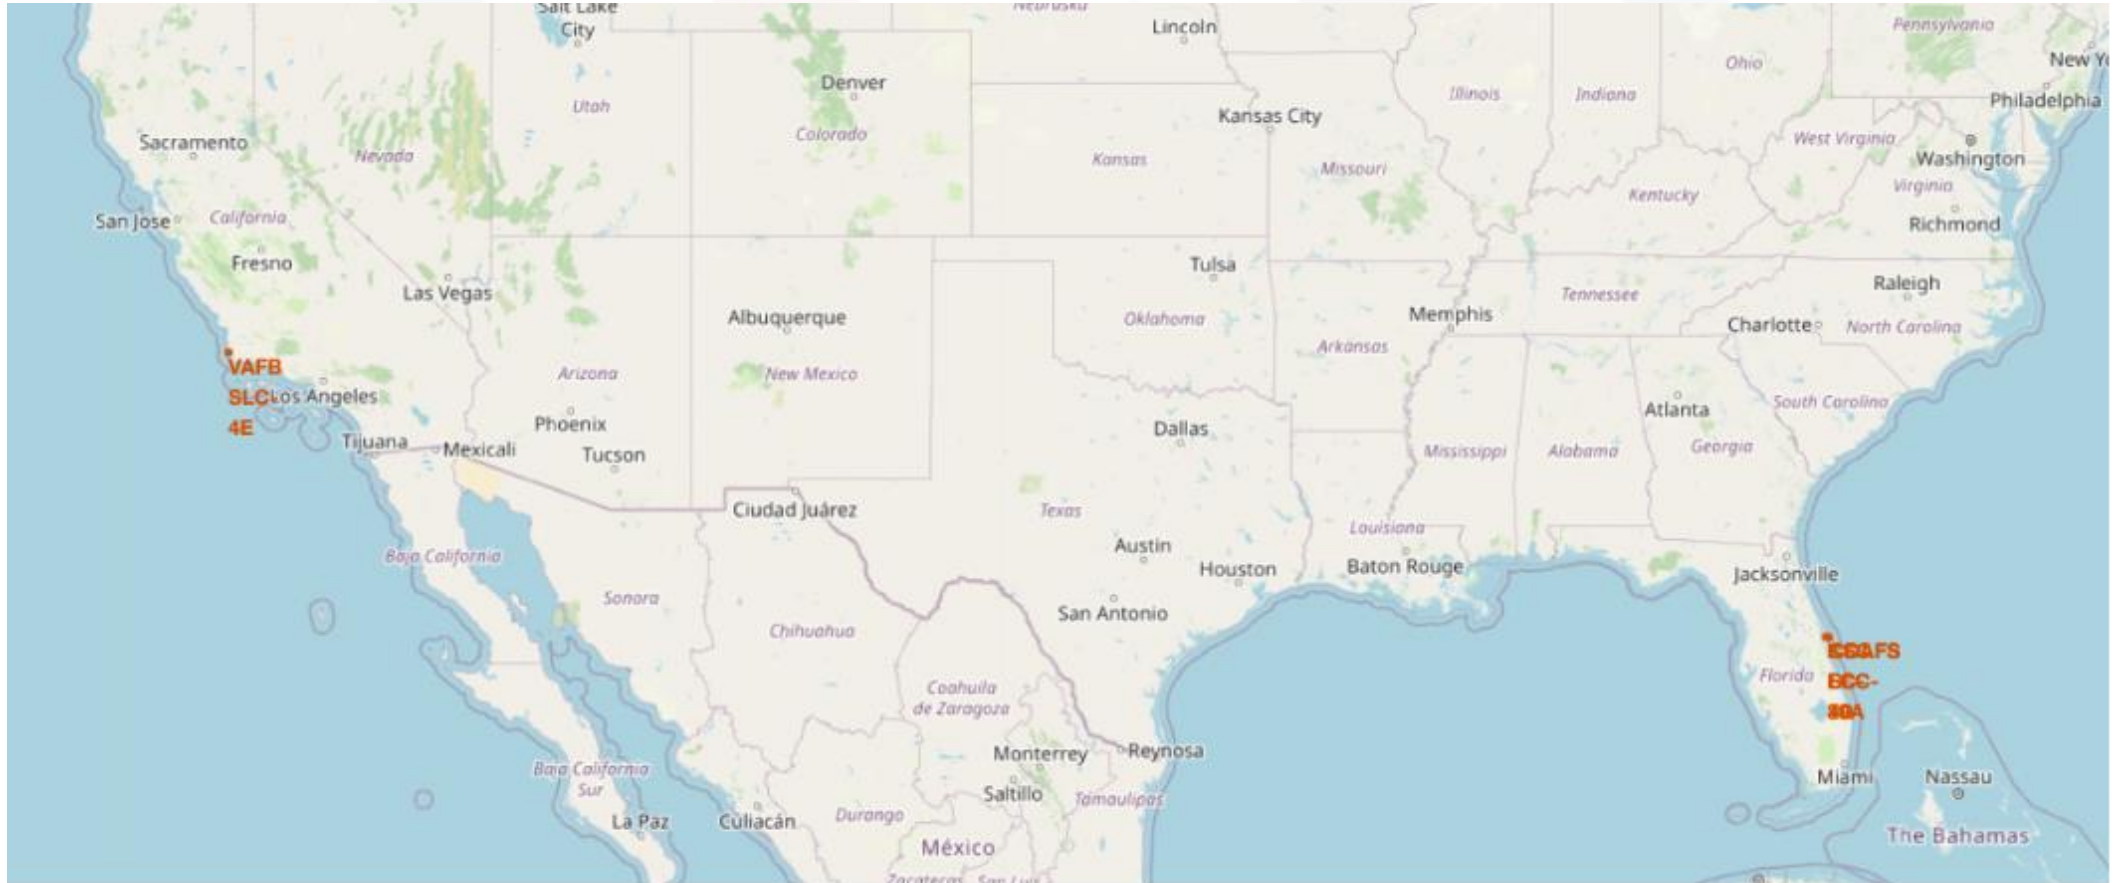 Salt Lake
City
Nebraska
Lincoln
Pennsylvania
New Y
Denver
Utah
Ohio
Illinois
Indiana
Philadelphia
Kansas City
Colorado
Sacramento
Nevada
Kansas
Missouri
West Virginia
Washington
Virginia
Kentucky
San Jose
California
Richmond
Fresno
Las Vegas
Tulsa
Raleigh
Tennessee
Albuquerque
Oklahoma
Memphis
Charlotte
North Carolina
Arkansas
VAFB
SLC-
4E
Los Angeles
Arizona
New Mexico
Phoenix
Dallas
Atlanta
South Carolina
Tijuana
Mexicali
Tucson
Mississippi
Alabama
Georgia
Ciudad Juárez
Texas
Louisiana
Baja California
Austin
Houston
Baton Rouge
Jacksonville
Sonora
San Antonio
Chihuahua
Florida
Coahuila
de Zaragoza
Monterrey
Reynosa
Baja California
Sur
Saltillo
Tamaulipas
Miami
Nassau
La Paz
Culiacán
Durango
México
The Bahamas
Zacatecas
San Luis